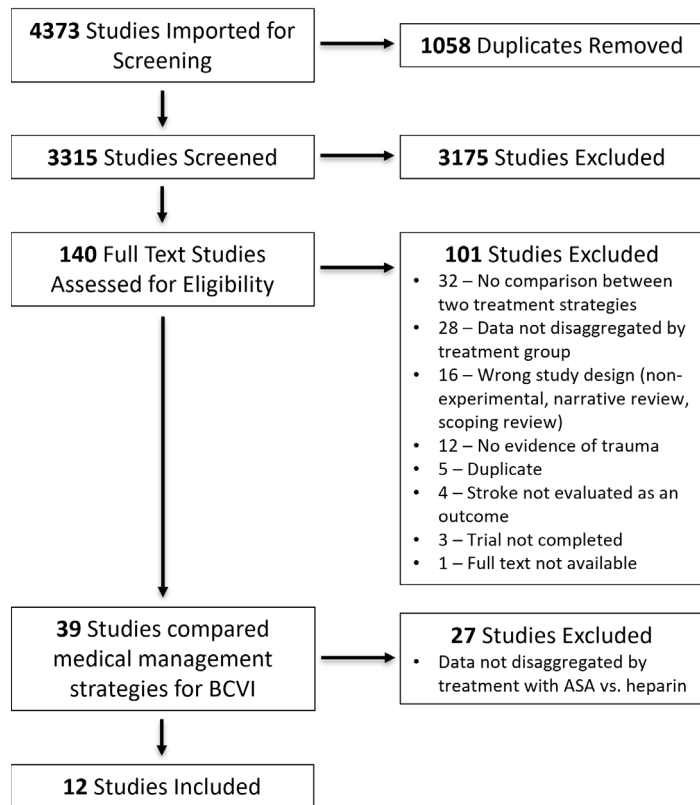 4373 Studies Imported for
Screening
1058 Duplicates Removed
3315 Studies Screened
3175 Studies Excluded
140 Full Text Studies
Assessed for Eligibility
101 Studies Excluded
• 32 – No comparison between
two treatment strategies
• 28 – Data not disaggregated by
treatment group
• 16 – Wrong study design (non-
experimental, narrative review,
scoping review)
• 12 – No evidence of trauma
• 5 – Duplicate
• 4 – Stroke not evaluated as an
outcome
• 3 – Trial not completed
• 1 – Full text not available
39 Studies compared
medical management
strategies for BCVI
27 Studies Excluded
• Data not disaggregated by
treatment with ASA vs. heparin
12 Studies Included